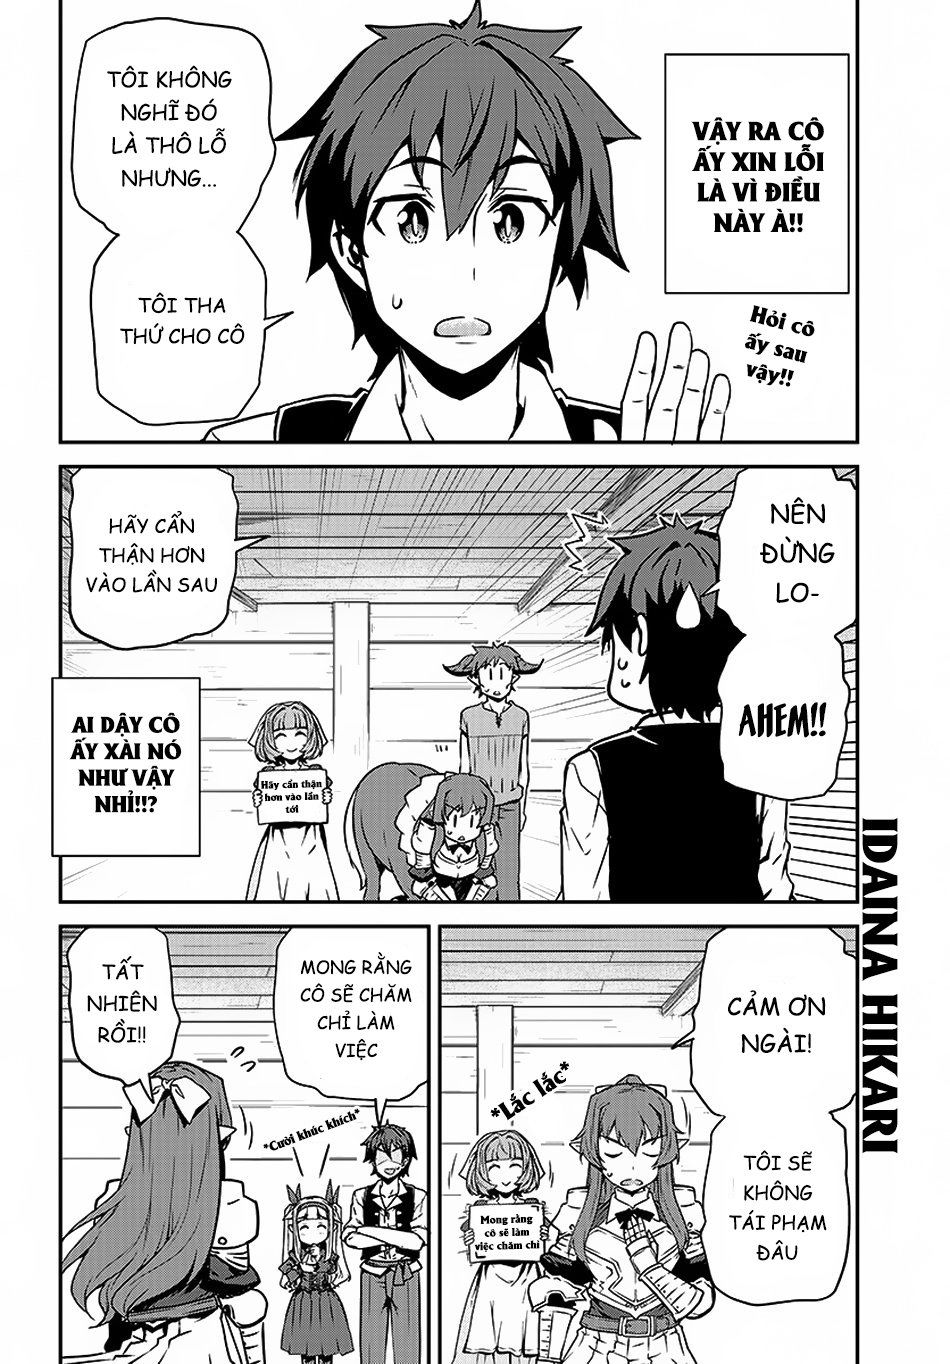 VẬY RA CÔ
ẤY XIN LỖI
LÀ VÌ ĐIỀU
NÀY À!!
TÔI KHÔNG
NGHĨ ĐÓ
LÀ THÔ LỖ
NHƯNG...
TÔI THA
THỨ CHO CÔ
Hỏi cô
ấy sau
vậy!!
NÊN
ĐỪNG
LO-
AHEM!!
HÃY CẨN
THẬN HƠN
VÀO LẦN SAU
Hãy cẩn thận
hơn vào lần
tới
AI DẬY CÔ
ẤY XÀI NÓ
NHƯ VẬY
NHỈ!!?
IDAINA HIKARI
CẢM ƠN
NGÀI!
TÔI SẼ
KHÔNG
TÁI PHẠM
ĐÂU
*Lắc lắc*
Mong rằng
cô sẽ làm
việc chăm chỉ
MONG RẰNG
CÔ SẼ CHĂM
CHỈ LÀM
VIỆC
*Cười khúc khích*
TẤT
NHIÊN
RỒI!!